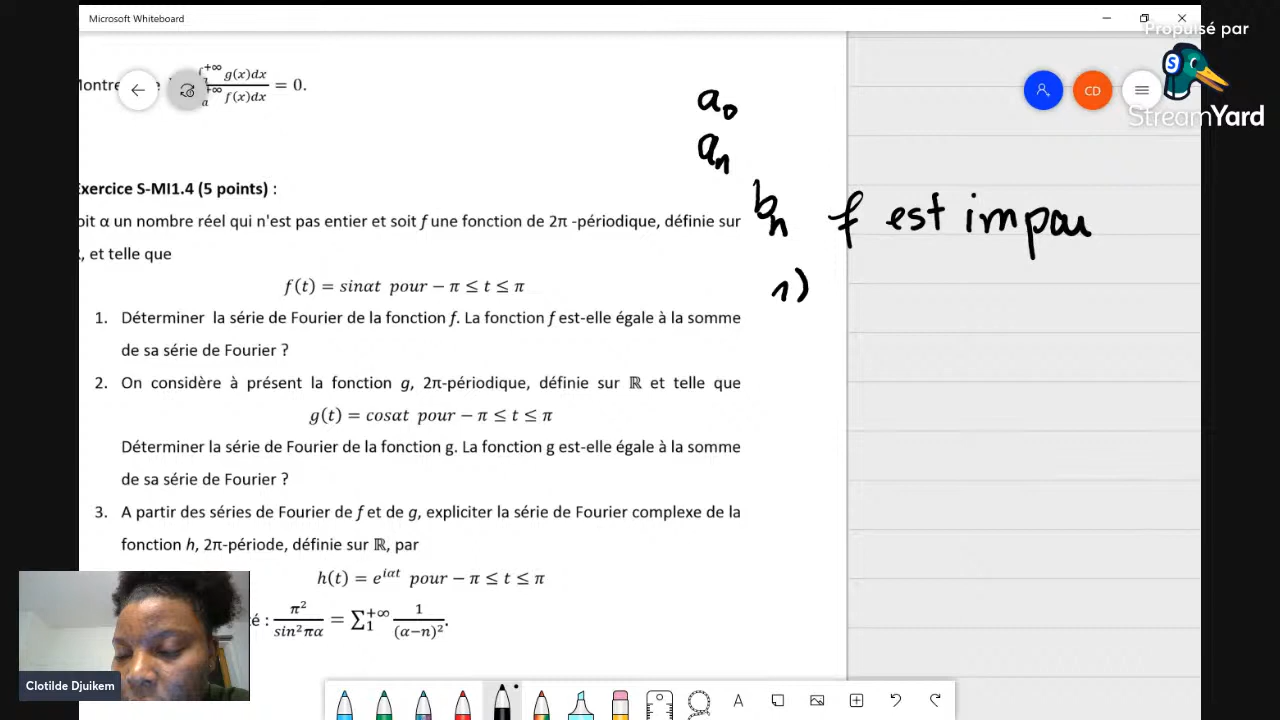 Microsoft Whiteboard
Propulsé par
StreamYard
CD
g(x)dx
f(x)dx
= 0.
Exercice S-MI1.4 (5 points) :
oit α un nombre réel qui n'est pas entier et soit f une fonction de 2π -périodique, définie sur
ℝ, et telle que
f(t) = sinαt pour − π ≤ t ≤ π
1. Déterminer la série de Fourier de la fonction f. La fonction f est-elle égale à la somme
de sa série de Fourier ?
2. On considère à présent la fonction g, 2π-périodique, définie sur ℝ et telle que
g(t) = cosαt pour − π ≤ t ≤ π
Déterminer la série de Fourier de la fonction g. La fonction g est-elle égale à la somme
de sa série de Fourier ?
3. A partir des séries de Fourier de f et de g, expliciter la série de Fourier complexe de la
fonction h, 2π-période, définie sur ℝ, par
h(t) = e^{iαt} pour − π ≤ t ≤ π
té : π²/sin²πα = ∑₁^{+∞} 1/(α−n)².
a₀
aₙ
bₙ f est impai
1)
Clotilde Djuikem
A